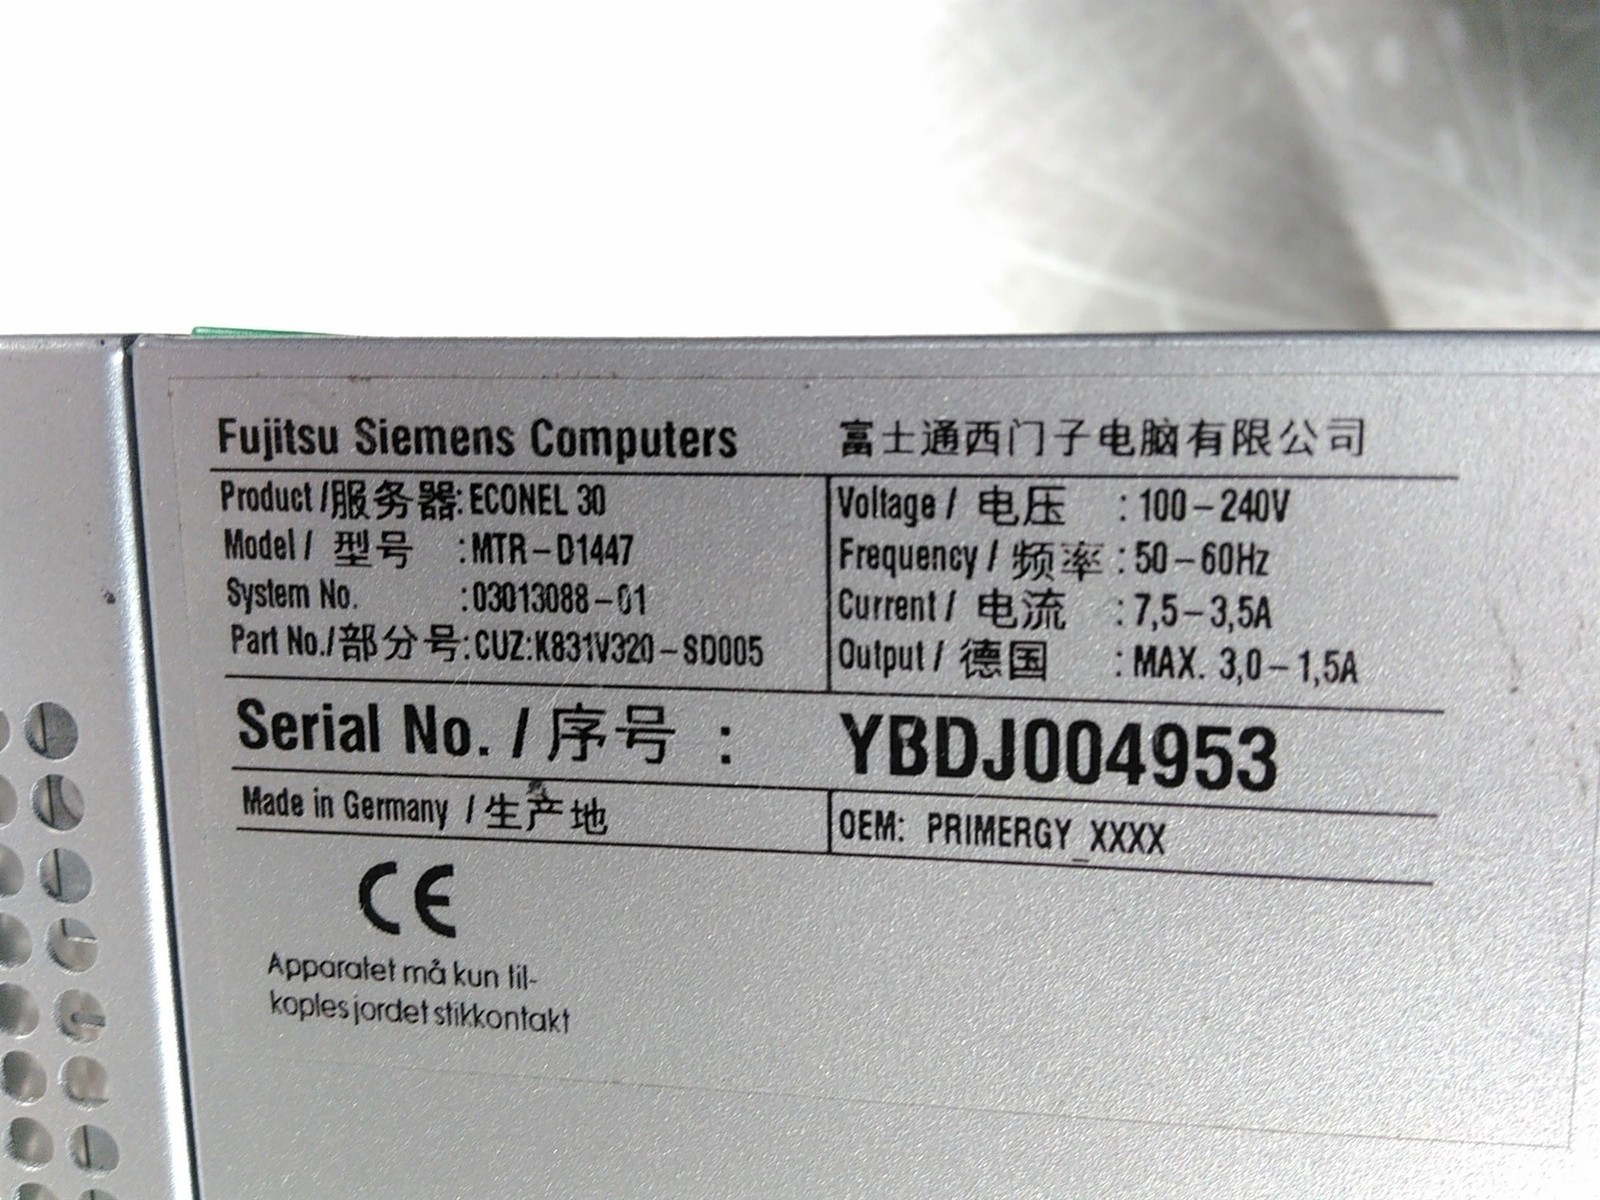 Fujitsu Siemens Computers 富士通西门子电脑有限公司
Product /服务器: ECONEL 30
Model / 型号 :MTR-D1447
System No. :03013088-01
Part No./部分号:CUZ:K831V320-SD005
Voltage / 电压 : 100-240V
Frequency / 频率 : 50-60Hz
Current / 电流 : 7,5-3,5A
Output / 德国 : MAX. 3,0-1,5A
Serial No. / 序号 : YBDJ004953
Made in Germany / 生产地
OEM: PRIMERGY_XXXX
CE
Apparatet må kun til-
koples jordet stikkontakt